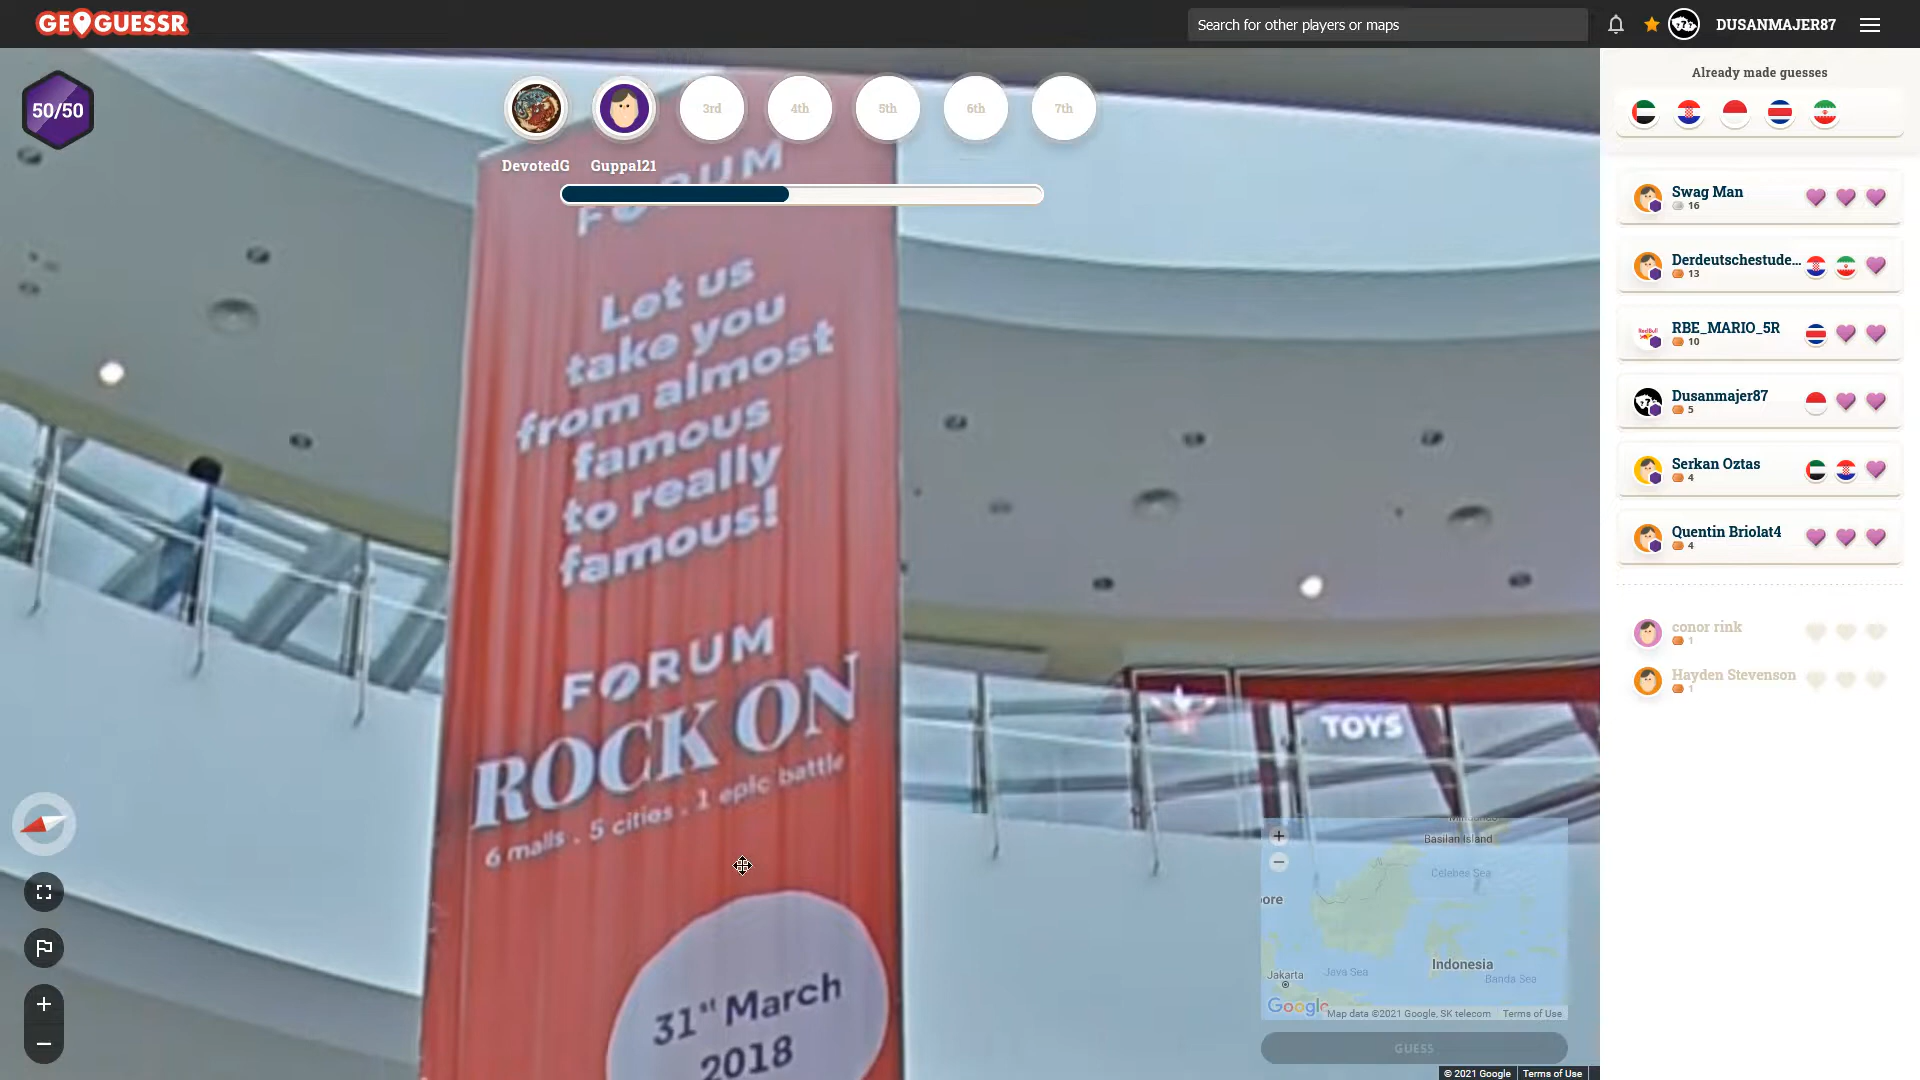 GEOGUESSR
Search for other players or maps
DUSANMAJER87
50/50
3rd
4th
5th
6th
7th
DevotedG
Guppal21
FORUM
Let us
take you
from almost
famous
to really
famous!
FØRUM
ROCK ON
6 malls . 5 cities . 1 epic battle
31st March
2018
TOYS
Already made guesses
Swag Man
16
Derdeutschestude...
13
RBE_MARIO_5R
10
Dusanmajer87
5
Serkan Oztas
4
Quentin Briolat4
4
conor rink
1
Hayden Stevenson
1
Basilan Island
Celebes Sea
Indonesia
Jakarta
Java Sea
Banda Sea
Google
Map data ©2021 Google, SK telecom
Terms of Use
GUESS
© 2021 Google
Terms of Use